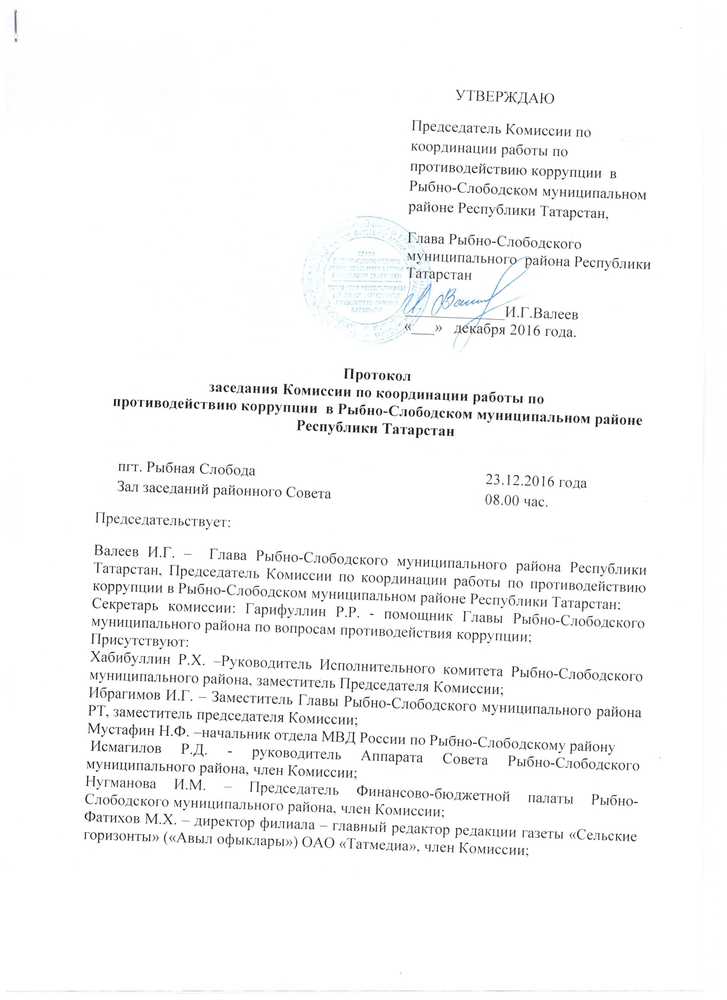 УТВЕРЖДАЮ
Председатель Комиссии по
координации работы по
противодействию коррупции в
Рыбно-Слободском муниципальном
районе Республики Татарстан,
Глава Рыбно-Слободского
муниципального района Республики
Татарстан
ГЛАВА
РЫБНО-СЛОБОДСКОГО
МУНИЦИПАЛЬНОГО РАЙОНА
РЕСПУБЛИКИ ТАТАРСТАН
ТАТАРСТАН РЕСПУБЛИКАСЫ
БАЛЫК БИСТӘСЕ
МУНИЦИПАЛЬ РАЙОНЫ
БАШЛЫГЫ
______________И.Г.Валеев
«___» декабря 2016 года.
Протокол
заседания Комиссии по координации работы по
противодействию коррупции в Рыбно-Слободском муниципальном районе
Республики Татарстан
пгт. Рыбная Слобода
23.12.2016 года
Зал заседаний районного Совета
08.00 час.
Председательствует:
Валеев И.Г. – Глава Рыбно-Слободского муниципального района Республики
Татарстан, Председатель Комиссии по координации работы по противодействию
коррупции в Рыбно-Слободском муниципальном районе Республики Татарстан;
Секретарь комиссии: Гарифуллин Р.Р. - помощник Главы Рыбно-Слободского
муниципального района по вопросам противодействия коррупции;
Присутствуют:
Хабибуллин Р.Х. –Руководитель Исполнительного комитета Рыбно-Слободского
муниципального района, заместитель Председателя Комиссии;
Ибрагимов И.Г. – Заместитель Главы Рыбно-Слободского муниципального района
РТ, заместитель председателя Комиссии;
Мустафин Н.Ф. –начальник отдела МВД России по Рыбно-Слободскому району
Исмагилов Р.Д. - руководитель Аппарата Совета Рыбно-Слободского
муниципального района, член Комиссии;
Нугманова И.М. – Председатель Финансово-бюджетной палаты Рыбно-
Слободского муниципального района, член Комиссии;
Фатихов М.Х. – директор филиала – главный редактор редакции газеты «Сельские
горизонты» («Авыл офыклары») ОАО «Татмедиа», член Комиссии;